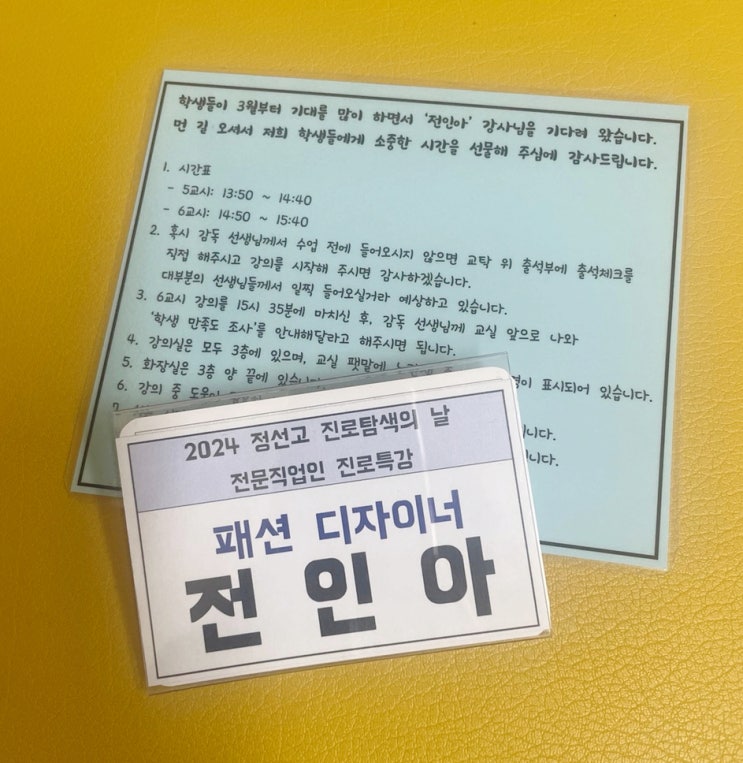 학생들이 3월부터 기대를 많이 하면서 '전인아' 강사님을 기다려 왔습니다.
먼 길 오셔서 저희 학생들에게 소중한 시간을 선물해 주심에 감사드립니다.
1. 시간표
- 5교시: 13:50 ~ 14:40
- 6교시: 14:50 ~ 15:40
2. 혹시 감독 선생님께서 수업 전에 들어오시지 않으면 교탁 위 출석부에 출석체크를
직접 해주시고 강의를 시작해 주시면 감사하겠습니다.
대부분의 선생님들께서 일찍 들어오실거라 예상하고 있습니다.
3. 6교시 강의를 15시 35분에 마치신 후, 감독 선생님께 교실 앞으로 나와
'학생 만족도 조사'를 안내해달라고 해주시면 됩니다.
4. 강의실은 모두 3층에 있으며, 교실 팻말에 표시되어 있습니다.
5. 화장실은 3층 양 끝에
6. 강의 중
니다.
니다.
2024 정선고 진로탐색의 날
전문직업인 진로특강
패션 디자이너
전인아